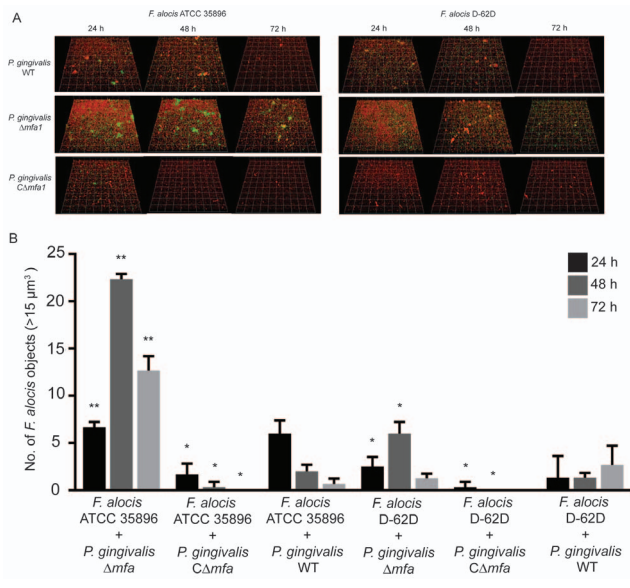 A
F. alocis ATCC 35896
F. alocis D-62D
24 h 48 h 72 h 24 h 48 h 72 h
P. gingivalis
WT
P. gingivalis
Δmfa1
P. gingivalis
CΔmfa1
B
No. of F. alocis objects (>15 µm³)
25
20
15
10
5
0
** ** **
* * *
* *
* *
24 h
48 h
72 h
F. alocis F. alocis F. alocis F. alocis F. alocis F. alocis
ATCC 35896 ATCC 35896 ATCC 35896 D-62D D-62D D-62D
+ + + + + +
P. gingivalis P. gingivalis P. gingivalis P. gingivalis P. gingivalis P. gingivalis
Δmfa CΔmfa WT Δmfa CΔmfa WT